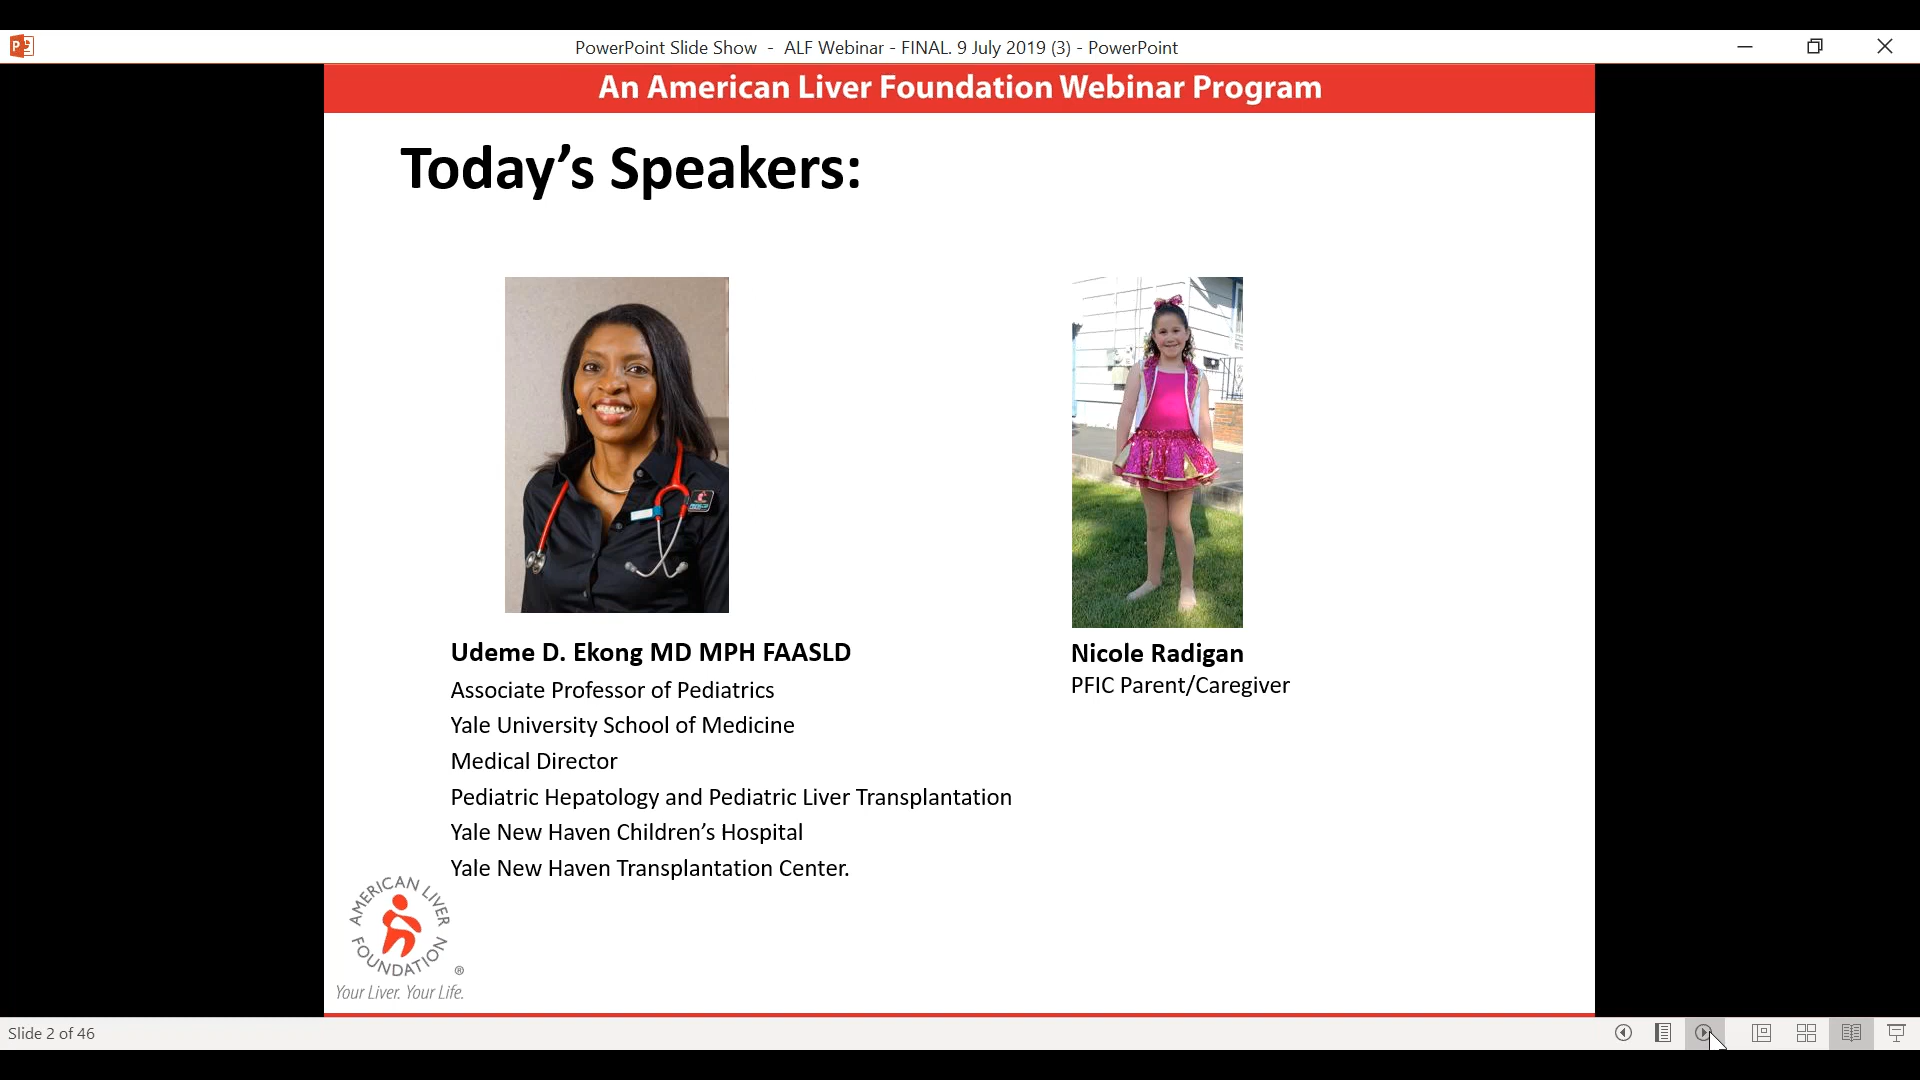 PowerPoint Slide Show - ALF Webinar - FINAL. 9 July 2019 (3) - PowerPoint
An American Liver Foundation Webinar Program
Today's Speakers:
Udeme D. Ekong MD MPH FAASLD
Associate Professor of Pediatrics
Yale University School of Medicine
Medical Director
Pediatric Hepatology and Pediatric Liver Transplantation
Yale New Haven Children's Hospital
Yale New Haven Transplantation Center.
Nicole Radigan
PFIC Parent/Caregiver
AMERICAN LIVER
FOUNDATION
®
Your Liver. Your Life.
Slide 2 of 46